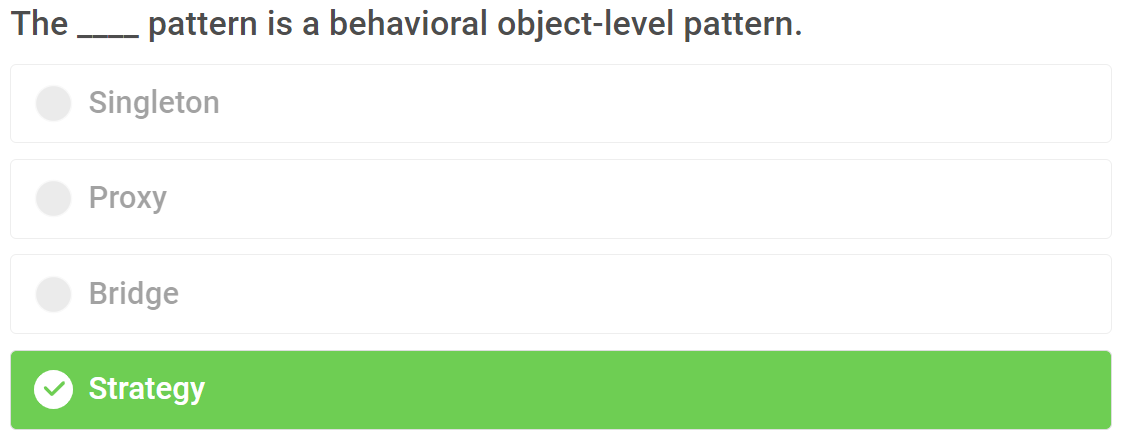 The ____ pattern is a behavioral object-level pattern.
Singleton
Proxy
Bridge
Strategy